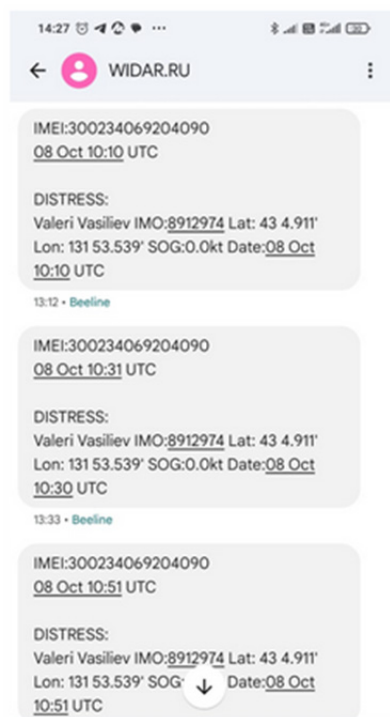 14:27
WIDAR.RU
IMEI:300234069204090
08 Oct 10:10 UTC
DISTRESS:
Valeri Vasiliev IMO:8912974 Lat: 43 4.911'
Lon: 131 53.539' SOG:0.0kt Date:08 Oct
10:10 UTC
13:12 • Beeline
IMEI:300234069204090
08 Oct 10:31 UTC
DISTRESS:
Valeri Vasiliev IMO:8912974 Lat: 43 4.911'
Lon: 131 53.539' SOG:0.0kt Date:08 Oct
10:30 UTC
13:33 • Beeline
IMEI:300234069204090
08 Oct 10:51 UTC
DISTRESS:
Valeri Vasiliev IMO:8912974 Lat: 43 4.911'
Lon: 131 53.539' SOG Date:08 Oct
10:51 UTC